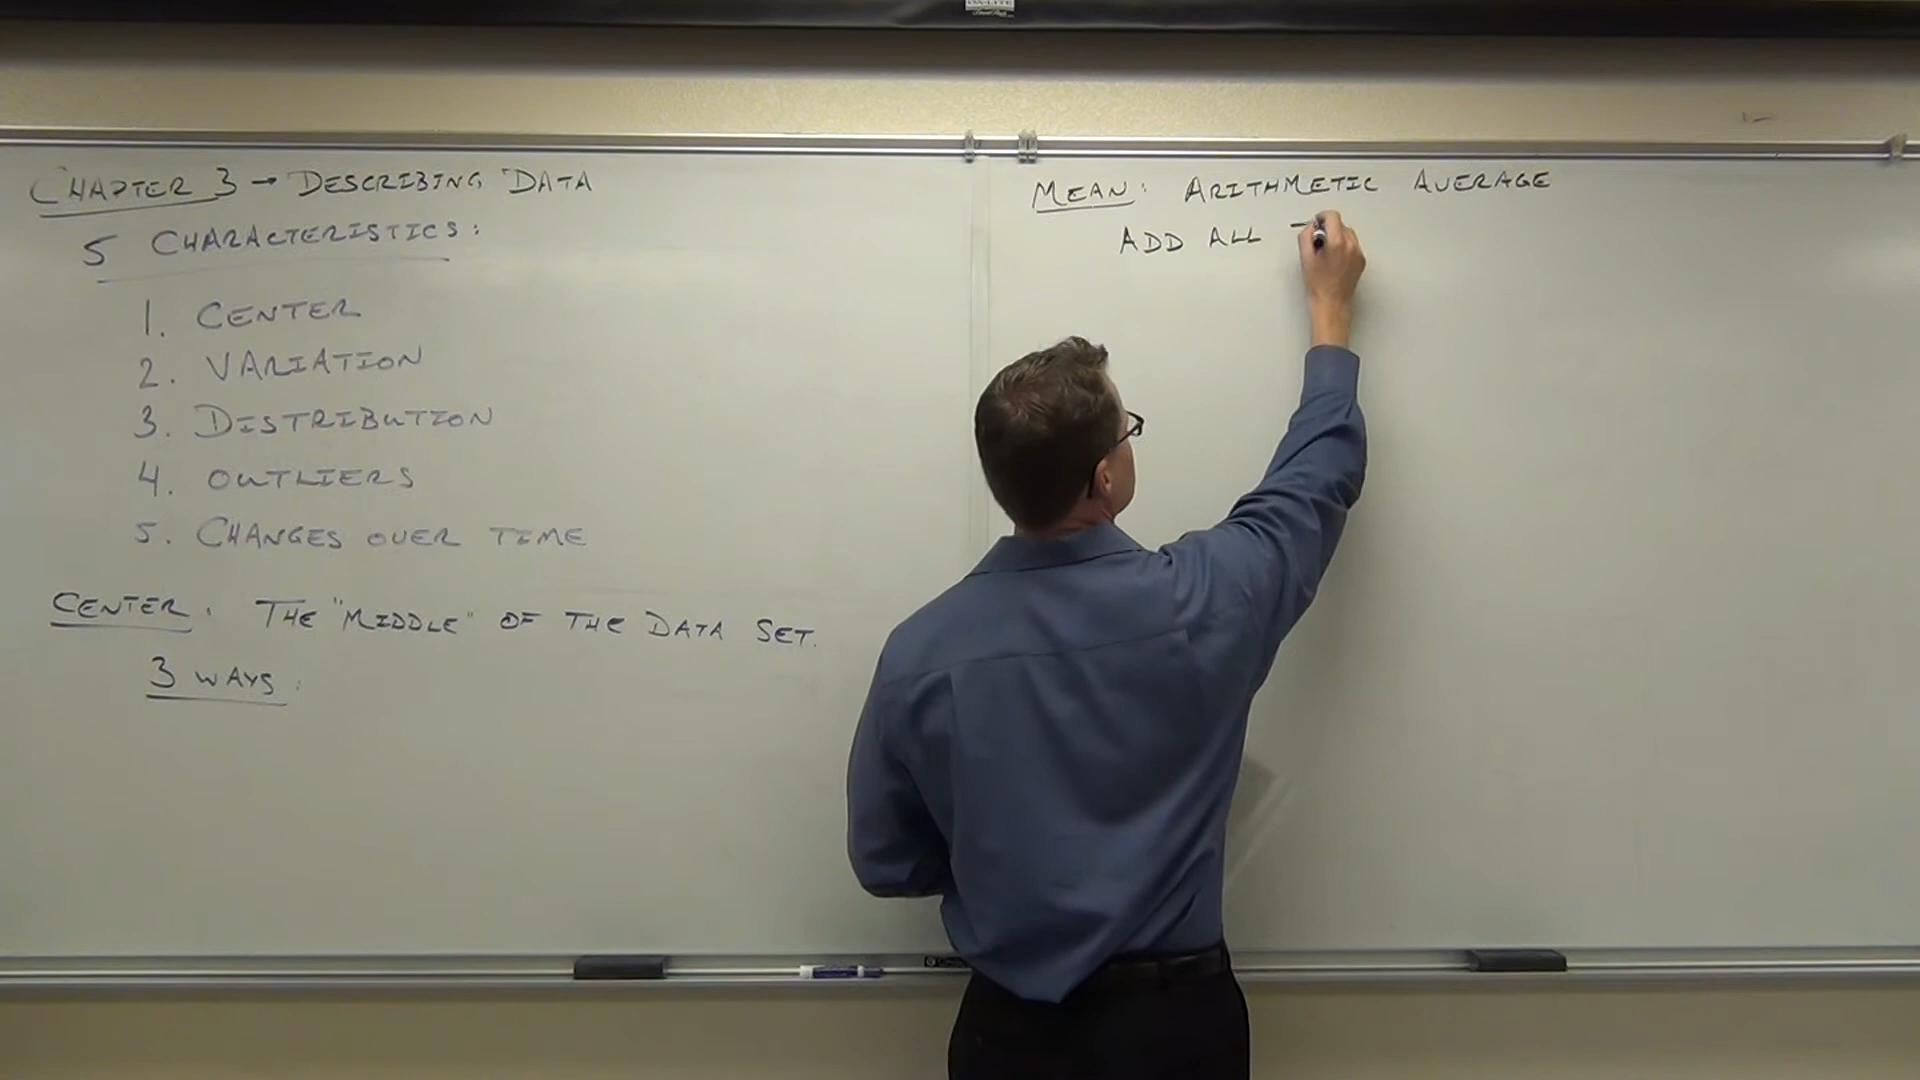 CHAPTER 3 → DESCRIBING DATA
5 CHARACTERISTICS:
1. CENTER
2. VARIATION
3. DISTRIBUTION
4. OUTLIERS
5. CHANGES OVER TIME
CENTER: THE "MIDDLE" OF THE DATA SET.
3 WAYS:
MEAN: ARITHMETIC AVERAGE
ADD ALL